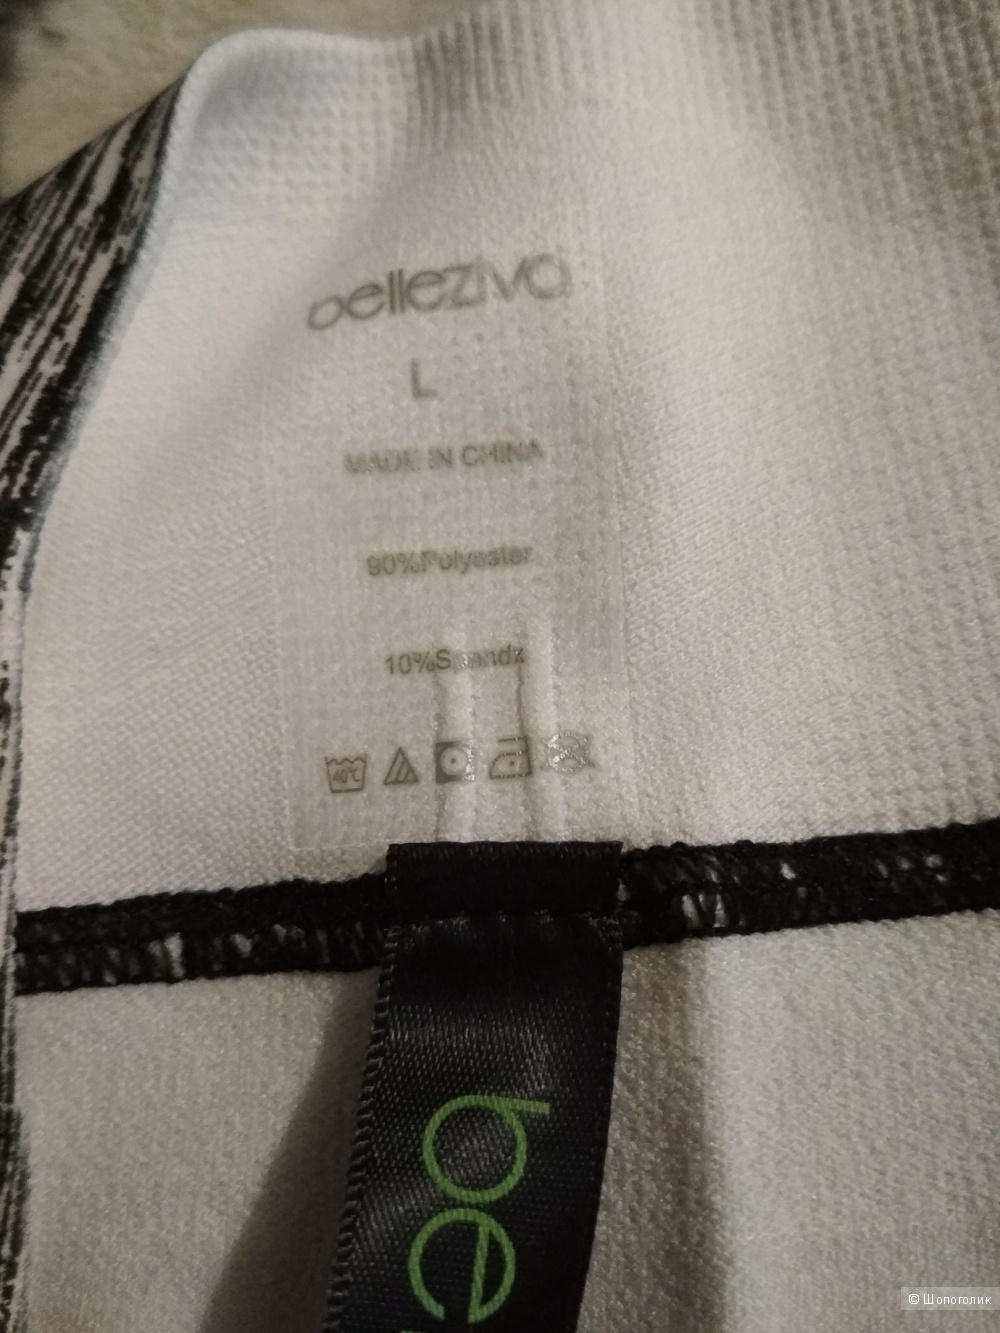 belleziva
L
MADE IN CHINA
90%Polyester
10%Spandx
40℃
be
© Шопоголик